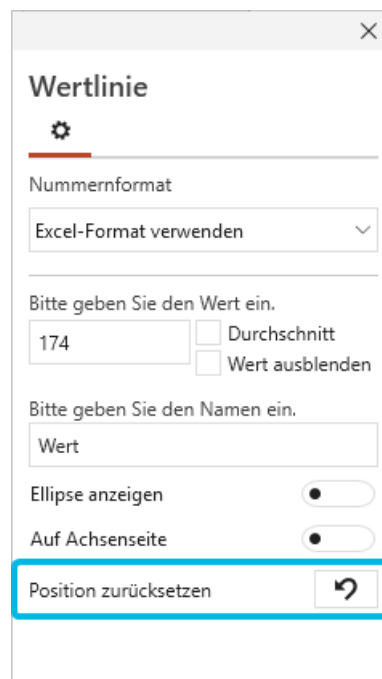 Wertlinie
Nummernformat
Excel-Format verwenden
Bitte geben Sie den Wert ein.
174
Durchschnitt
Wert ausblenden
Bitte geben Sie den Namen ein.
Wert
Ellipse anzeigen
Auf Achsenseite
Position zurücksetzen